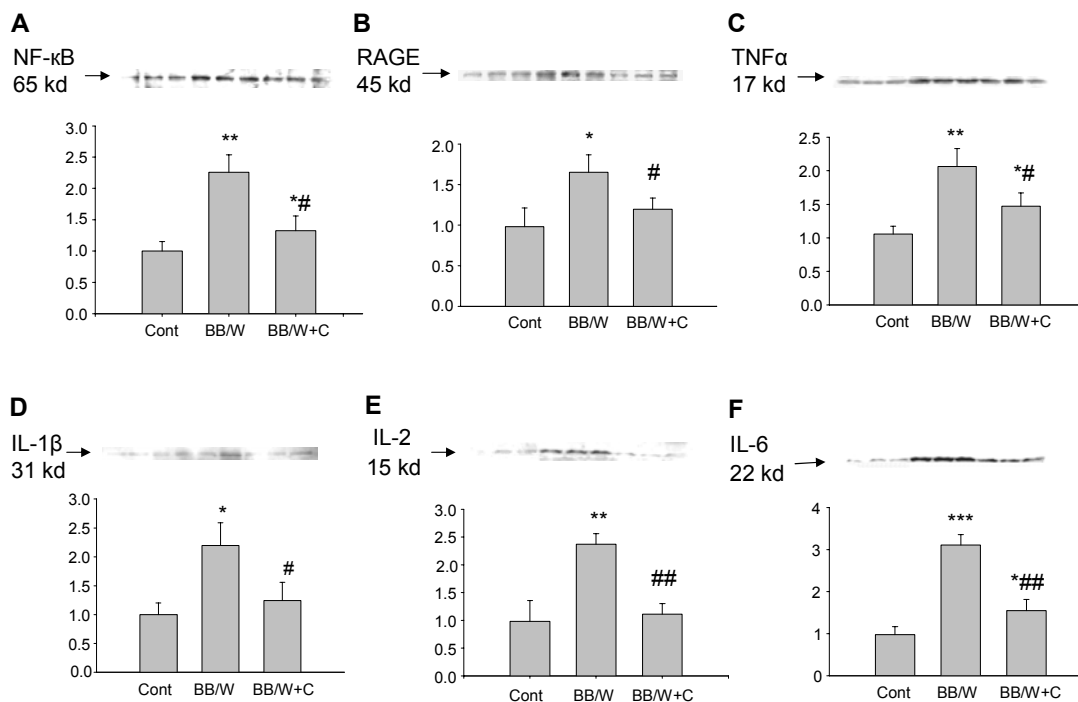 A
NF-κB
65 kd
3.0
2.5
2.0
1.5
1.0
0.5
0.0
**
*#
Cont BB/W BB/W+C
B
RAGE
45 kd
2.0
1.5
1.0
0.5
0.0
*
#
Cont BB/W BB/W+C
C
TNFα
17 kd
2.5
2.0
1.5
1.0
0.5
0.0
**
*#
Cont BB/W BB/W+C
D
IL-1β
31 kd
3.0
2.5
2.0
1.5
1.0
0.5
0.0
*
#
Cont BB/W BB/W+C
E
IL-2
15 kd
3.0
2.5
2.0
1.5
1.0
0.5
0.0
**
##
Cont BB/W BB/W+C
F
IL-6
22 kd
4
3
2
1
0
***
*##
Cont BB/W BB/W+C